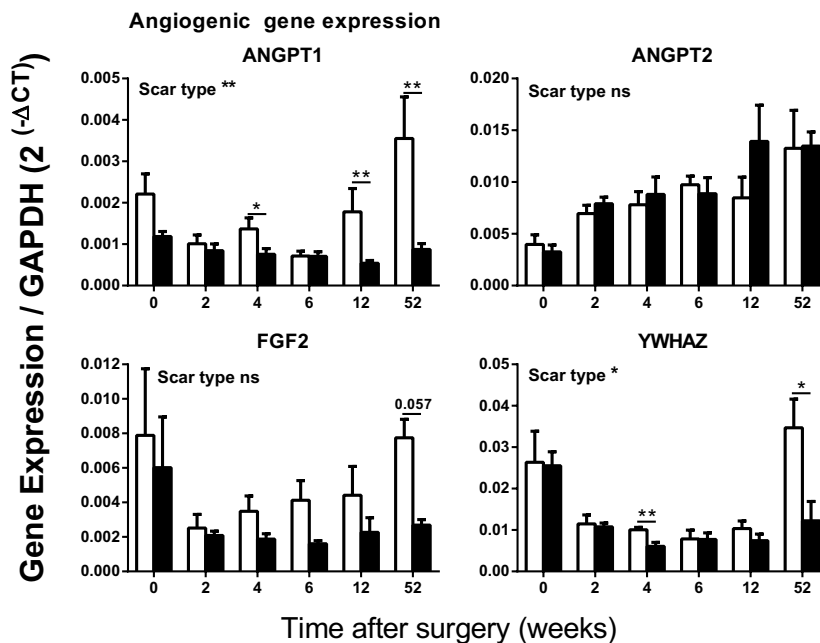 Angiogenic gene expression
Gene Expression / GAPDH (2 (-ΔCT))
ANGPT1
Scar type **
0.005
0.004
0.003
0.002
0.001
0.000
*
**
**
0 2 4 6 12 52
ANGPT2
Scar type ns
0.020
0.015
0.010
0.005
0.000
0 2 4 6 12 52
FGF2
Scar type ns
0.012
0.010
0.008
0.006
0.004
0.002
0.000
0.057
0 2 4 6 12 52
YWHAZ
Scar type *
0.05
0.04
0.03
0.02
0.01
0.00
**
*
0 2 4 6 12 52
Time after surgery (weeks)